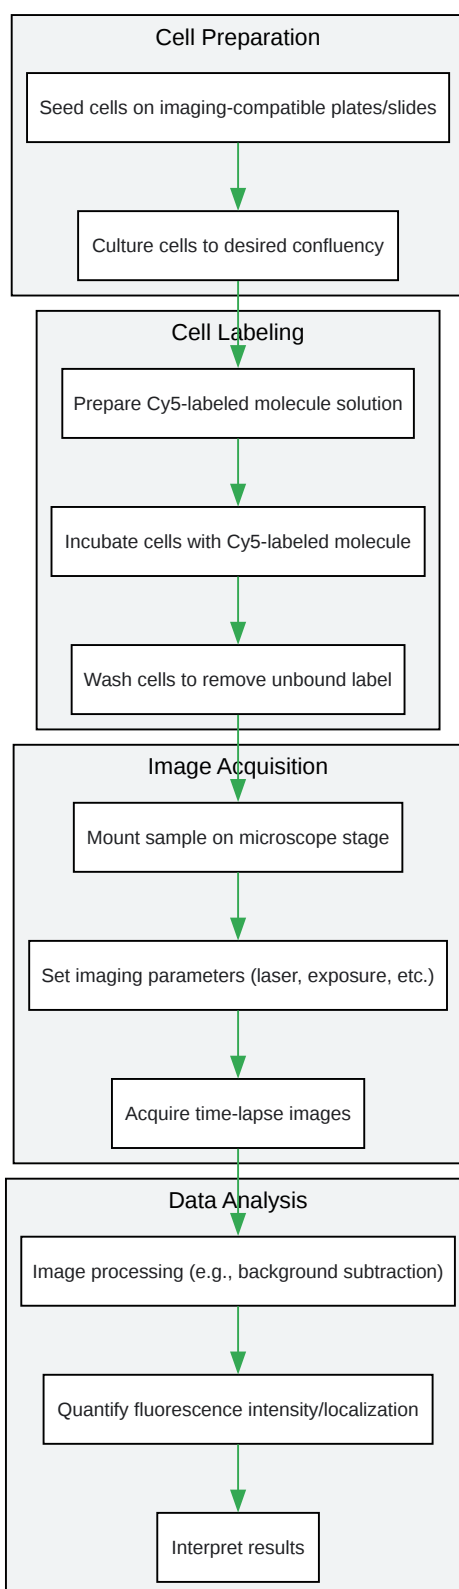 Cell Preparation
Seed cells on imaging-compatible plates/slides
Culture cells to desired confluency
Cell Labeling
Prepare Cy5-labeled molecule solution
Incubate cells with Cy5-labeled molecule
Wash cells to remove unbound label
Image Acquisition
Mount sample on microscope stage
Set imaging parameters (laser, exposure, etc.)
Acquire time-lapse images
Data Analysis
Image processing (e.g., background subtraction)
Quantify fluorescence intensity/localization
Interpret results